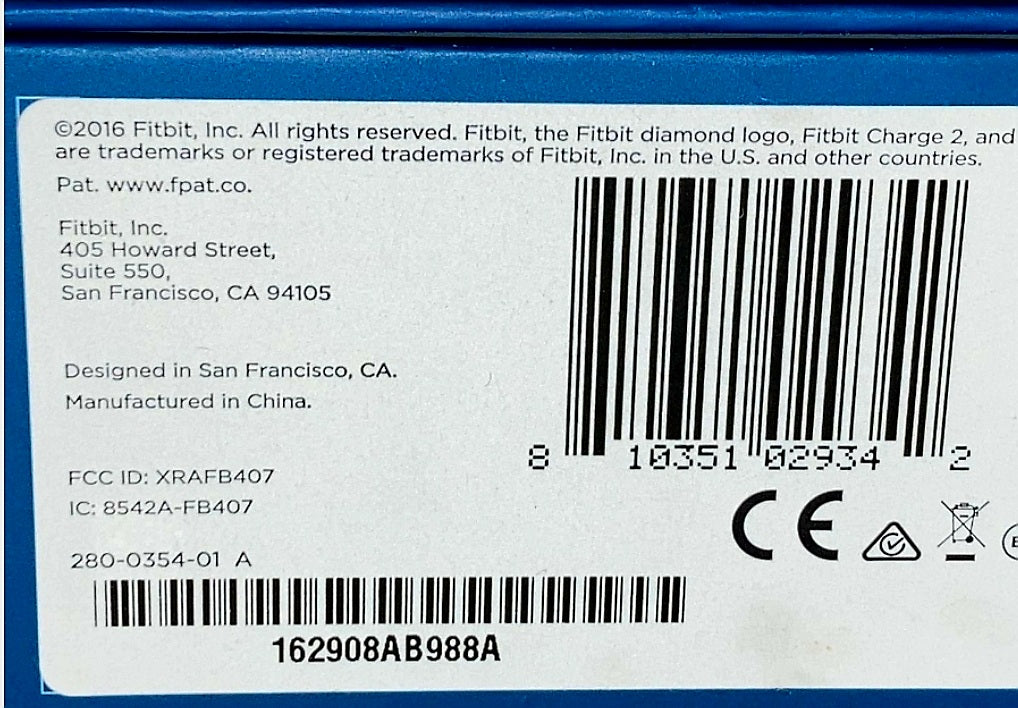 ©2016 Fitbit, Inc. All rights reserved. Fitbit, the Fitbit diamond logo, Fitbit Charge 2, and
are trademarks or registered trademarks of Fitbit, Inc. in the U.S. and other countries.
Pat. www.fpat.co.
Fitbit, Inc.
405 Howard Street,
Suite 550,
San Francisco, CA 94105
Designed in San Francisco, CA.
Manufactured in China.
8 10351 02934 2
FCC ID: XRAFB407
IC: 8542A-FB407
CE
280-0354-01 A
162908AB988A